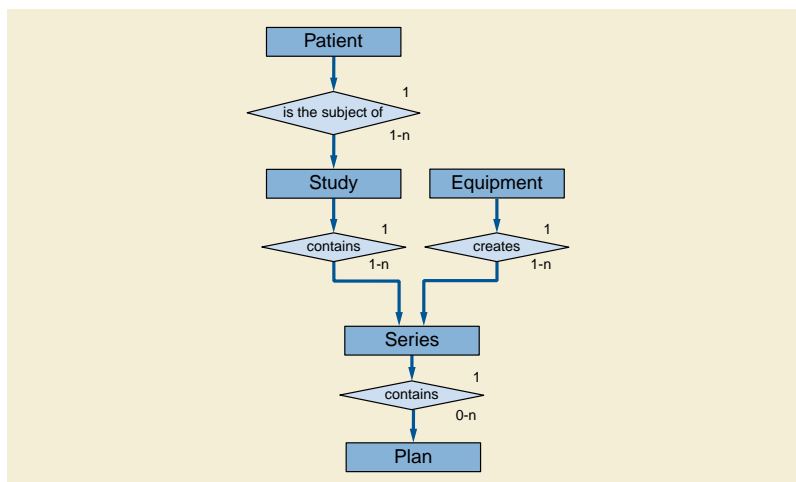 Patient
1
is the subject of
1-n
Study
Equipment
1
1
contains
creates
1-n
1-n
Series
1
contains
0-n
Plan